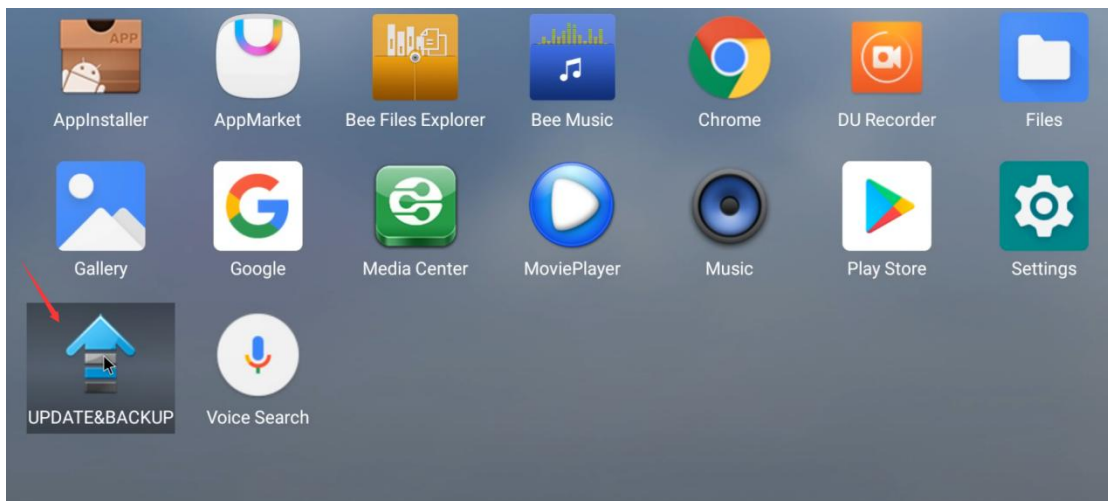 APP
AppInstaller
AppMarket
Bee Files Explorer
Bee Music
Chrome
DU Recorder
Files
Gallery
Google
Media Center
MoviePlayer
Music
Play Store
Settings
UPDATE&BACKUP
Voice Search